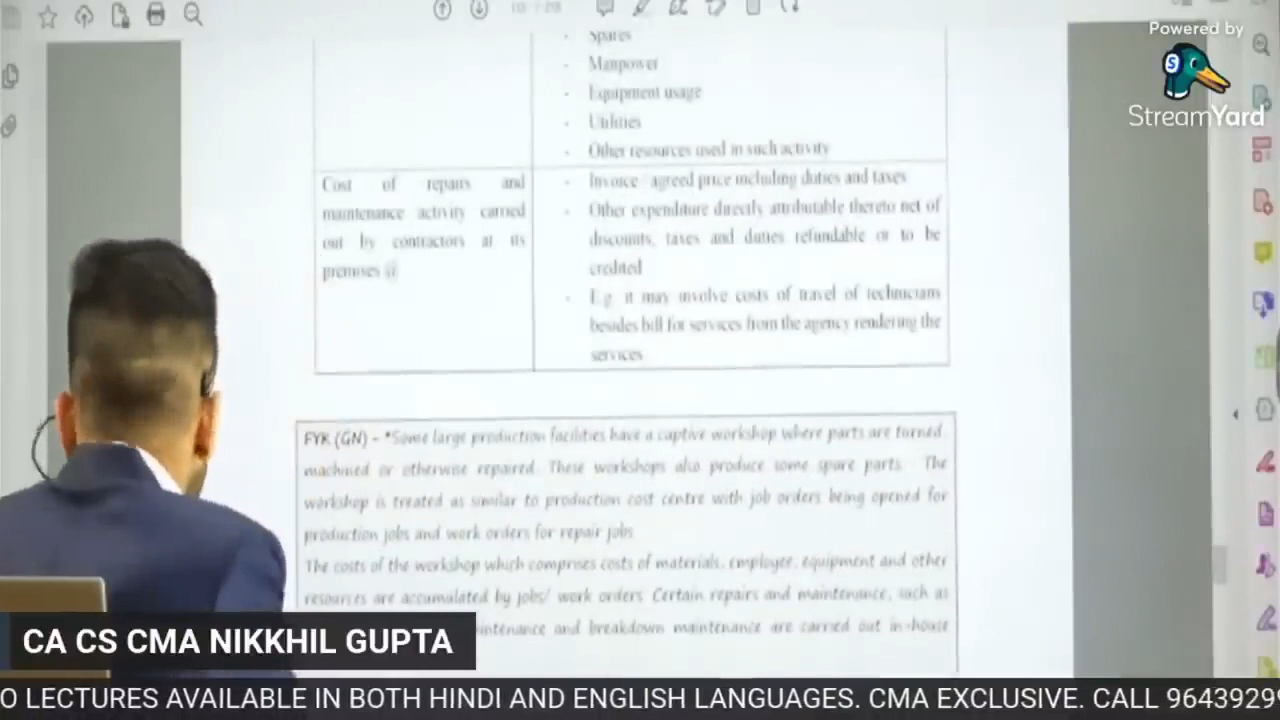 Powered by
StreamYard
- Spares
- Manpower
- Equipment usage
- Utilities
- Other resources used in such activity
Cost of repairs and
maintenance activity carried
out by contractors at its
premises @
- Invoice / agreed price including duties and taxes
- Other expenditure directly attributable thereto net of
discounts, taxes and duties refundable or to be
credited
- E.g. it may involve costs of travel of technicians
besides bill for services from the agency rendering the
services
FYK (GN) – *Some large production facilities have a captive workshop where parts are turned,
machined or otherwise repaired. These workshops also produce some spare parts. The
workshop is treated as similar to production cost centre with job orders being opened for
production jobs and work orders for repair jobs
The costs of the workshop which comprises costs of materials, employee, equipment and other
resources are accumulated by jobs/ work orders. Certain repairs and maintenance, such as
maintenance and breakdown maintenance are carried out in-house
CA CS CMA NIKKHIL GUPTA
O LECTURES AVAILABLE IN BOTH HINDI AND ENGLISH LANGUAGES. CMA EXCLUSIVE. CALL 9643929